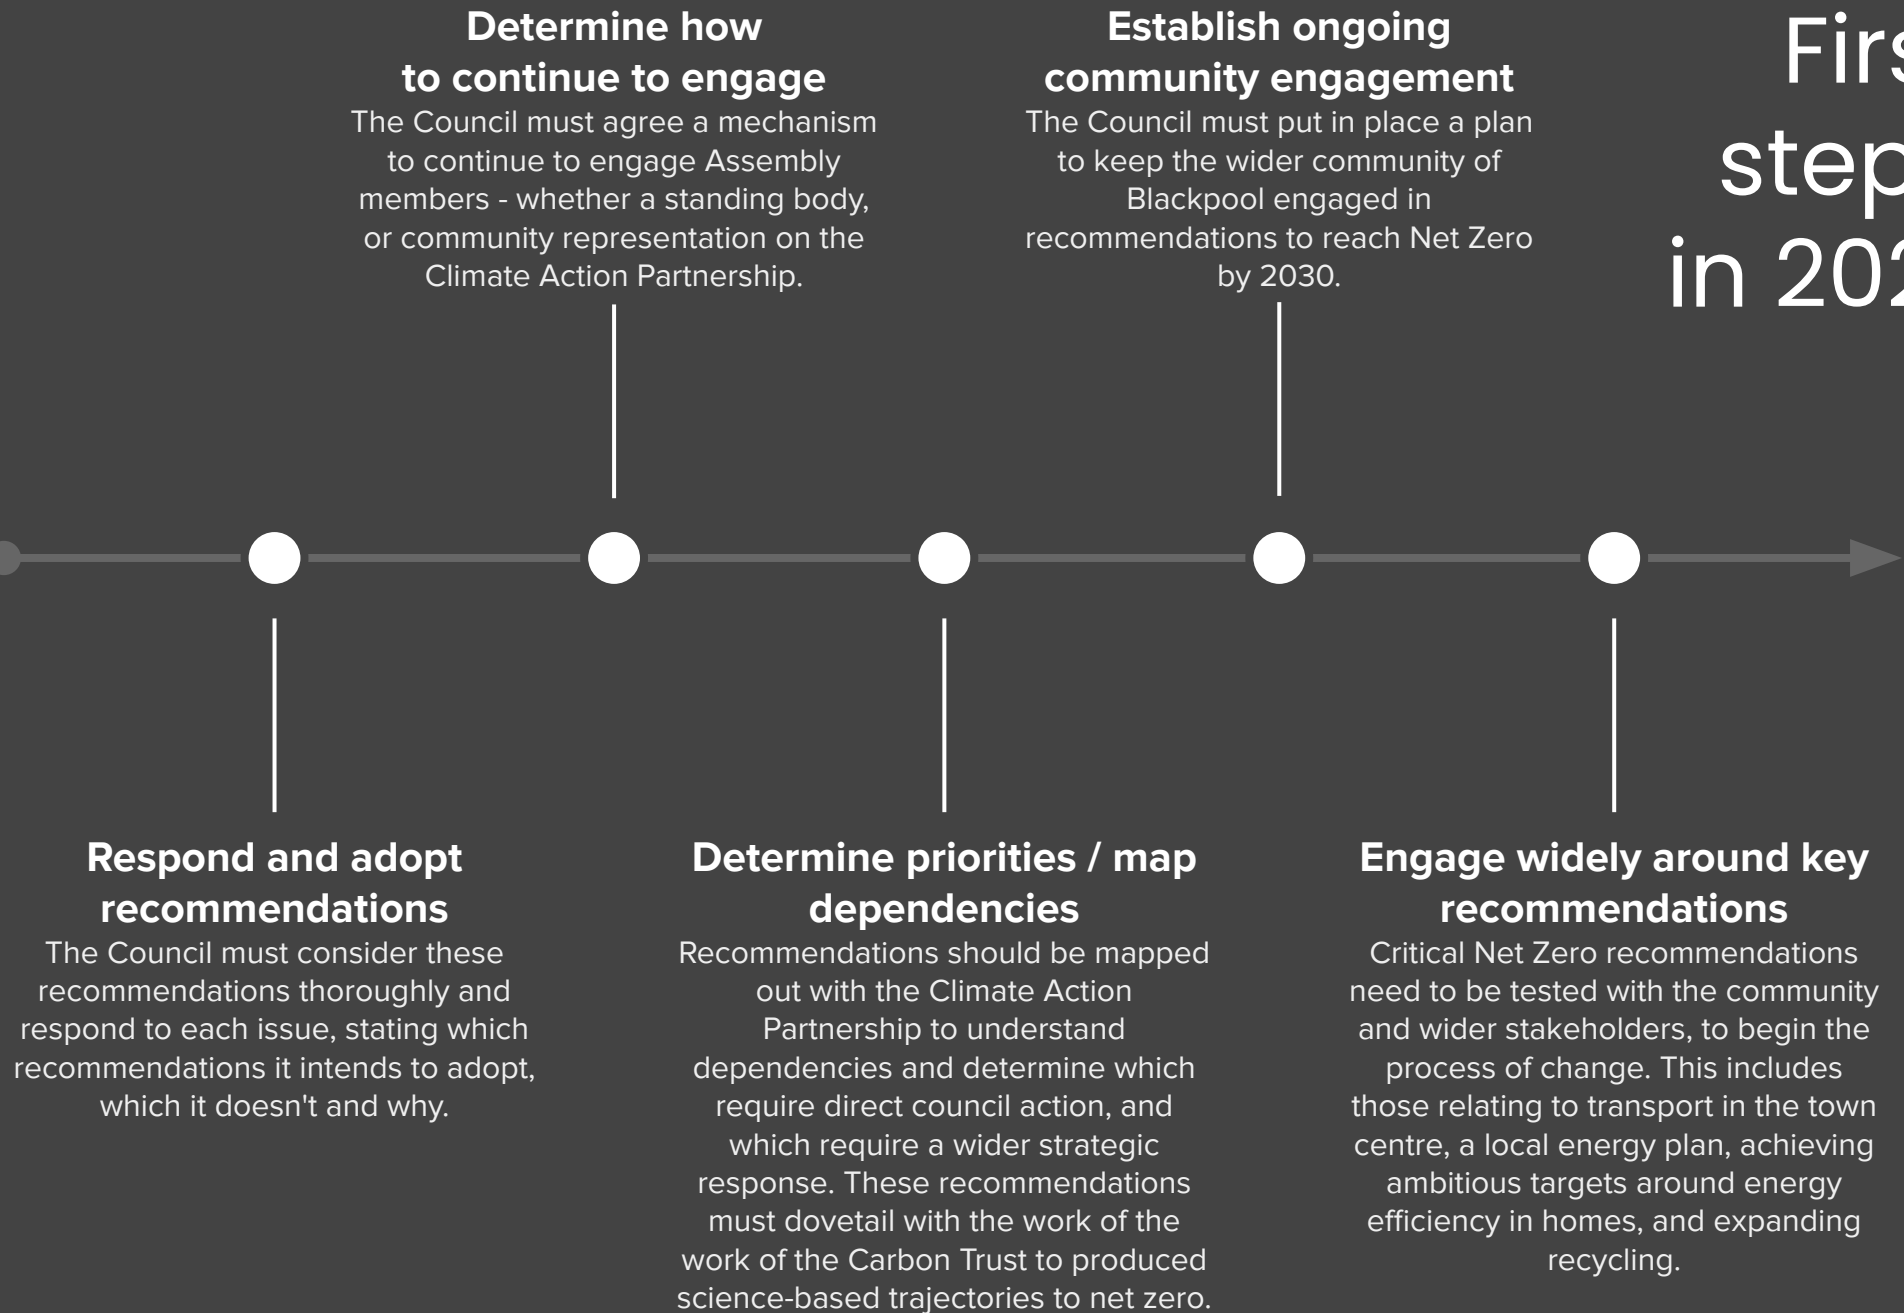 Determine how
to continue to engage
The Council must agree a mechanism
to continue to engage Assembly
members - whether a standing body,
or community representation on the
Climate Action Partnership.
Establish ongoing
community engagement
The Council must put in place a plan
to keep the wider community of
Blackpool engaged in
recommendations to reach Net Zero
by 2030.
in
Respond and adopt
recommendations
The Council must consider these
recommendations thoroughly and
respond to each issue, stating which
recommendations it intends to adopt,
which it doesn't and why.
Determine priorities / map
dependencies
Recommendations should be mapped
out with the Climate Action
Partnership to understand
dependencies and determine which
require direct council action, and
which require a wider strategic
response. These recommendations
must dovetail with the work of the
work of the Carbon Trust to produced
science-based trajectories to net zero.
Engage widely around key
recommendations
Critical Net Zero recommendations
need to be tested with the community
and wider stakeholders, to begin the
process of change. This includes
those relating to transport in the town
centre, a local energy plan, achieving
ambitious targets around energy
efficiency in homes, and expanding
recycling.